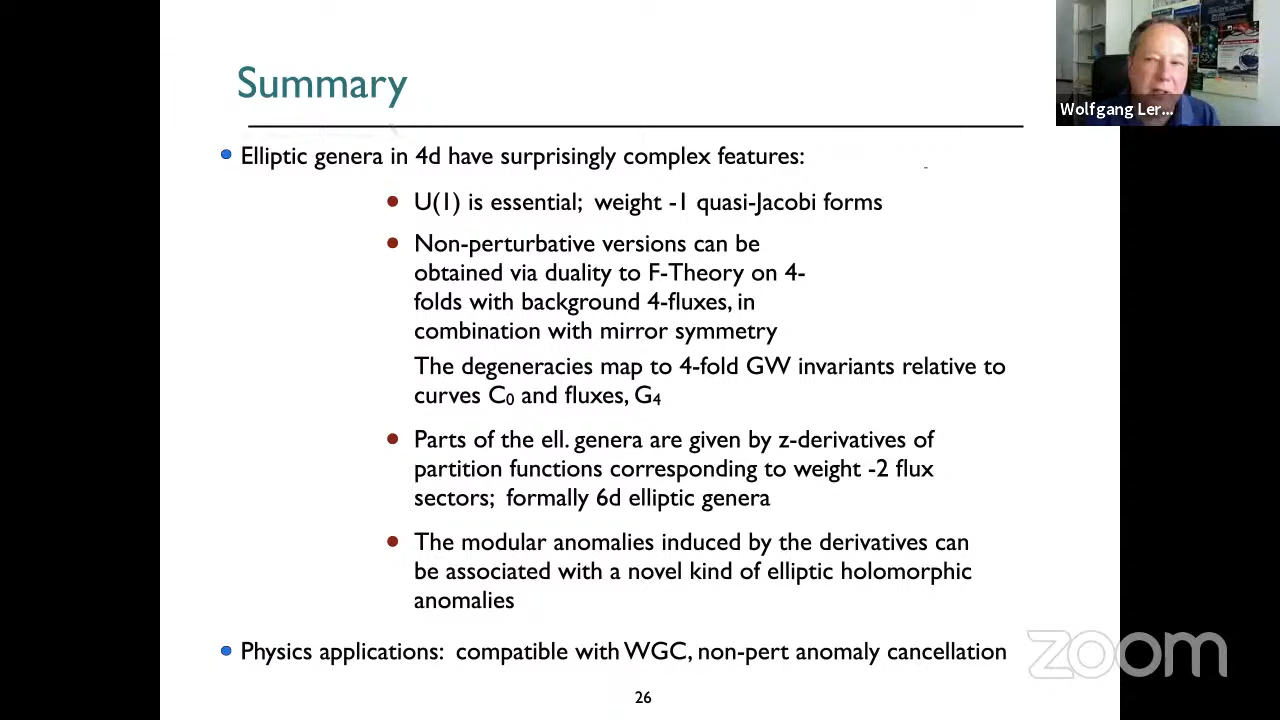 Summary
Wolfgang Ler...
Elliptic genera in 4d have surprisingly complex features:
U(1) is essential; weight -1 quasi-Jacobi forms
Non-perturbative versions can be
obtained via duality to F-Theory on 4-
folds with background 4-fluxes, in
combination with mirror symmetry
The degeneracies map to 4-fold GW invariants relative to
curves C₀ and fluxes, G₄
Parts of the ell. genera are given by z-derivatives of
partition functions corresponding to weight -2 flux
sectors; formally 6d elliptic genera
The modular anomalies induced by the derivatives can
be associated with a novel kind of elliptic holomorphic
anomalies
Physics applications: compatible with WGC, non-pert anomaly cancellation
zoom
26